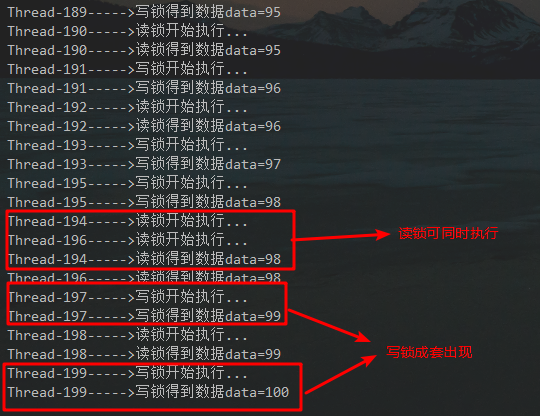 Thread-189----->写锁得到数据data=95
Thread-190----->读锁开始执行...
Thread-190----->读锁得到数据data=95
Thread-191----->写锁开始执行...
Thread-191----->写锁得到数据data=96
Thread-192----->读锁开始执行...
Thread-192----->读锁得到数据data=96
Thread-193----->写锁开始执行...
Thread-193----->写锁得到数据data=97
Thread-195----->写锁开始执行...
Thread-195----->写锁得到数据data=98
Thread-194----->读锁开始执行...
Thread-196----->读锁开始执行...
读锁可同时执行
Thread-194----->读锁得到数据data=98
Thread-196----->读锁得到数据data=98
Thread-197----->写锁开始执行...
Thread-197----->写锁得到数据data=99
Thread-198----->读锁开始执行...
Thread-198----->读锁得到数据data=99
写锁成套出现
Thread-199----->写锁开始执行...
Thread-199----->写锁得到数据data=100